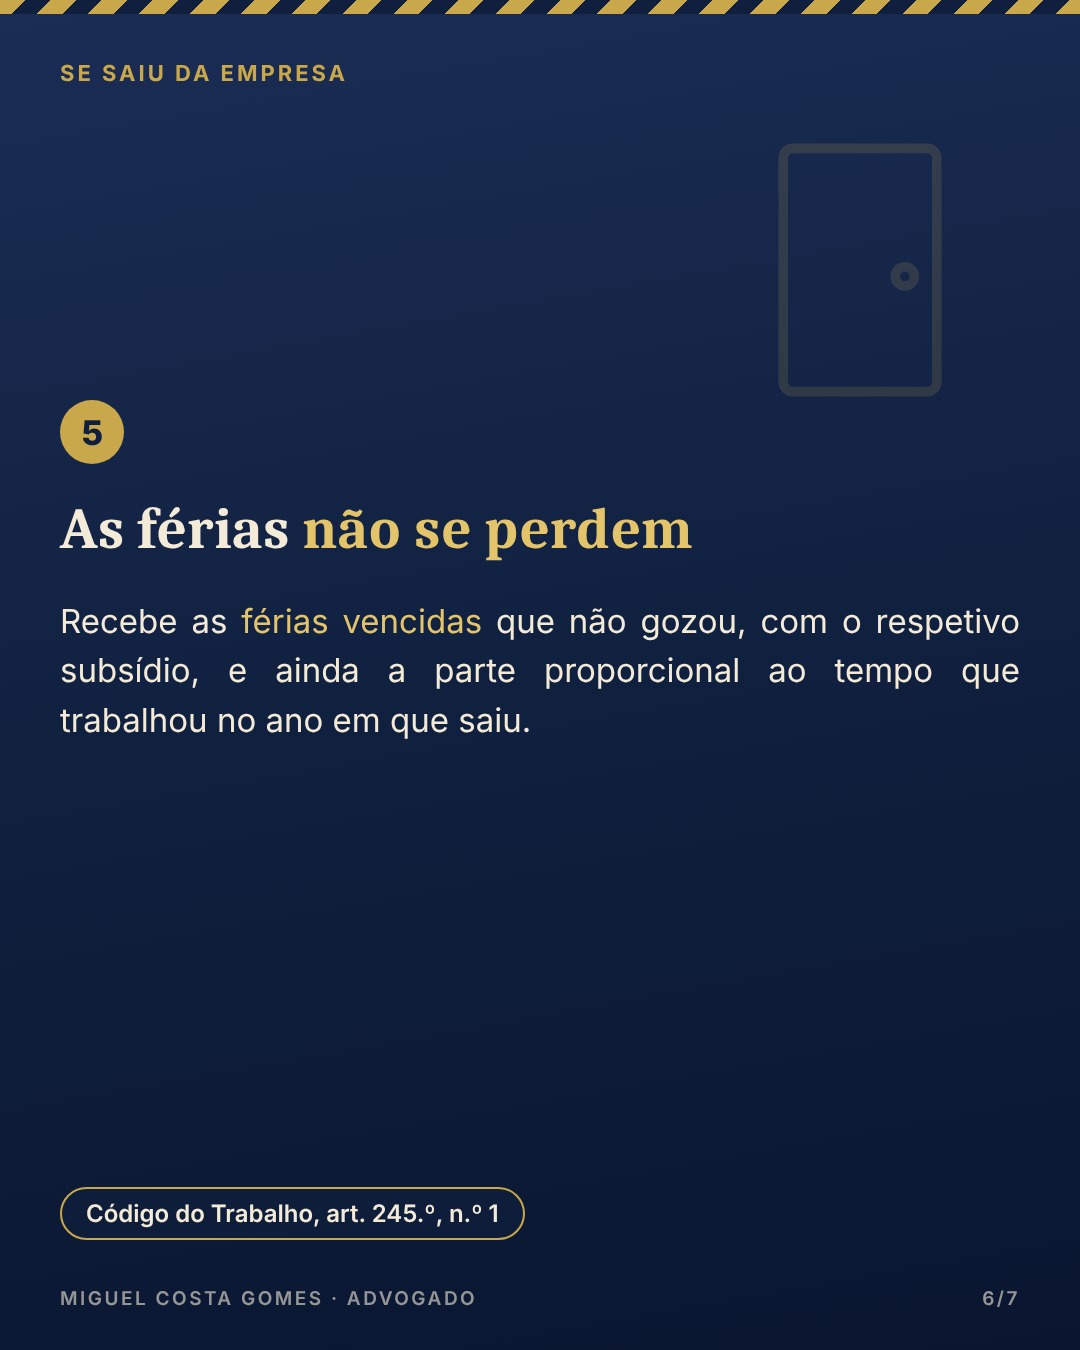 SE SAIU DA EMPRESA
5
As férias não se perdem
Recebe as férias vencidas que não gozou, com o respetivo
subsídio, e ainda a parte proporcional ao tempo que
trabalhou no ano em que saiu.
Código do Trabalho, art. 245.º, n.º 1
MIGUEL COSTA GOMES · ADVOGADO
6/7